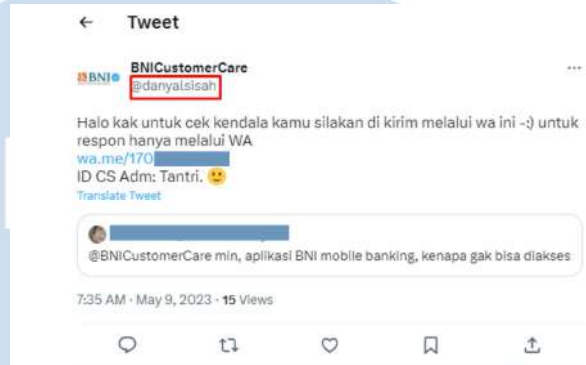 ← Tweet
BNI
BNICustomerCare
@danyalsisah
Halo kak untuk cek kendala kamu silakan di kirim melalui wa ini -:) untuk
respon hanya melalui WA
wa.me/170
ID CS Adm: Tantri. 🙂
Translate Tweet
@BNICustomerCare min, aplikasi BNI mobile banking, kenapa gak bisa diakses
7:35 AM · May 9, 2023 · 15 Views